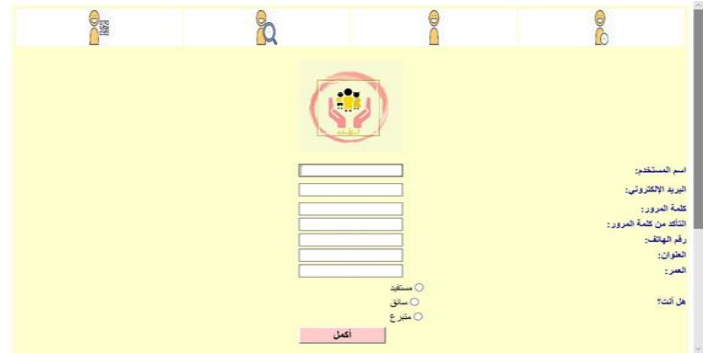 اسم المستخدم:
البريد الإلكتروني:
كلمة المرور:
التأكد من كلمة المرور:
رقم الهاتف:
العنوان:
العمر:
هل أنت؟
مستفيد
سائق
متبرع
أكمل